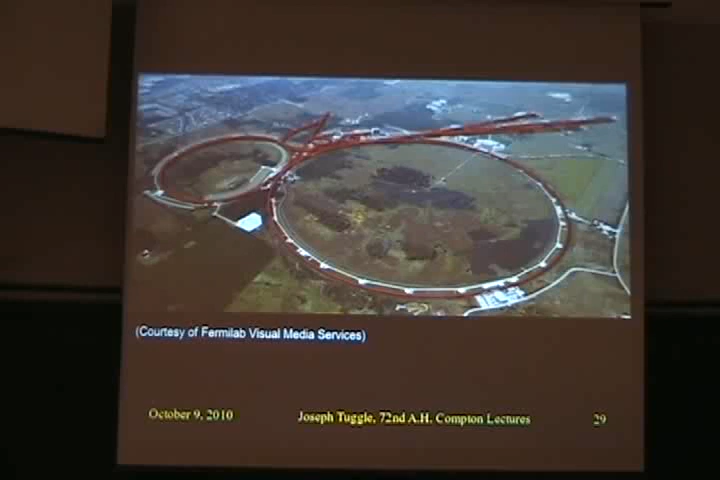 (Courtesy of Fermilab Visual Media Services)
October 9, 2010 Joseph Tuggle, 72nd A.H. Compton Lectures 29